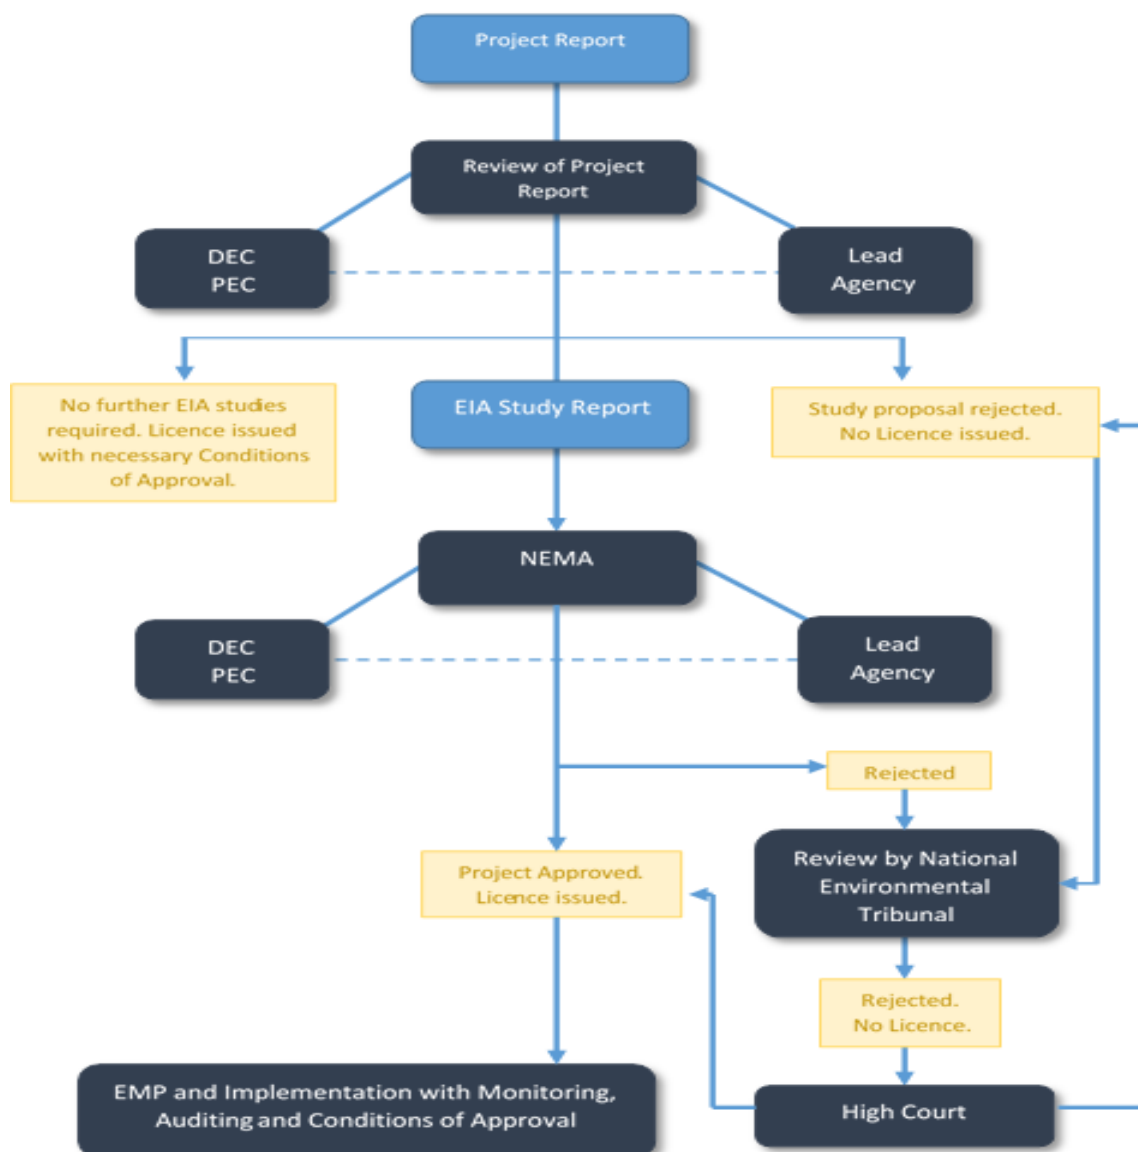 Project Report
Review of Project
Report
DEC
PEC
Lead
Agency
No further EIA studies
required. Licence issued
with necessary Conditions
of Approval.
EIA Study Report
Study proposal rejected.
No Licence issued.
NEMA
DEC
PEC
Lead
Agency
Rejected
Project Approved.
Licence issued.
Review by National
Environmental
Tribunal
Rejected.
No Licence.
EMP and Implementation with Monitoring,
Auditing and Conditions of Approval
High Court